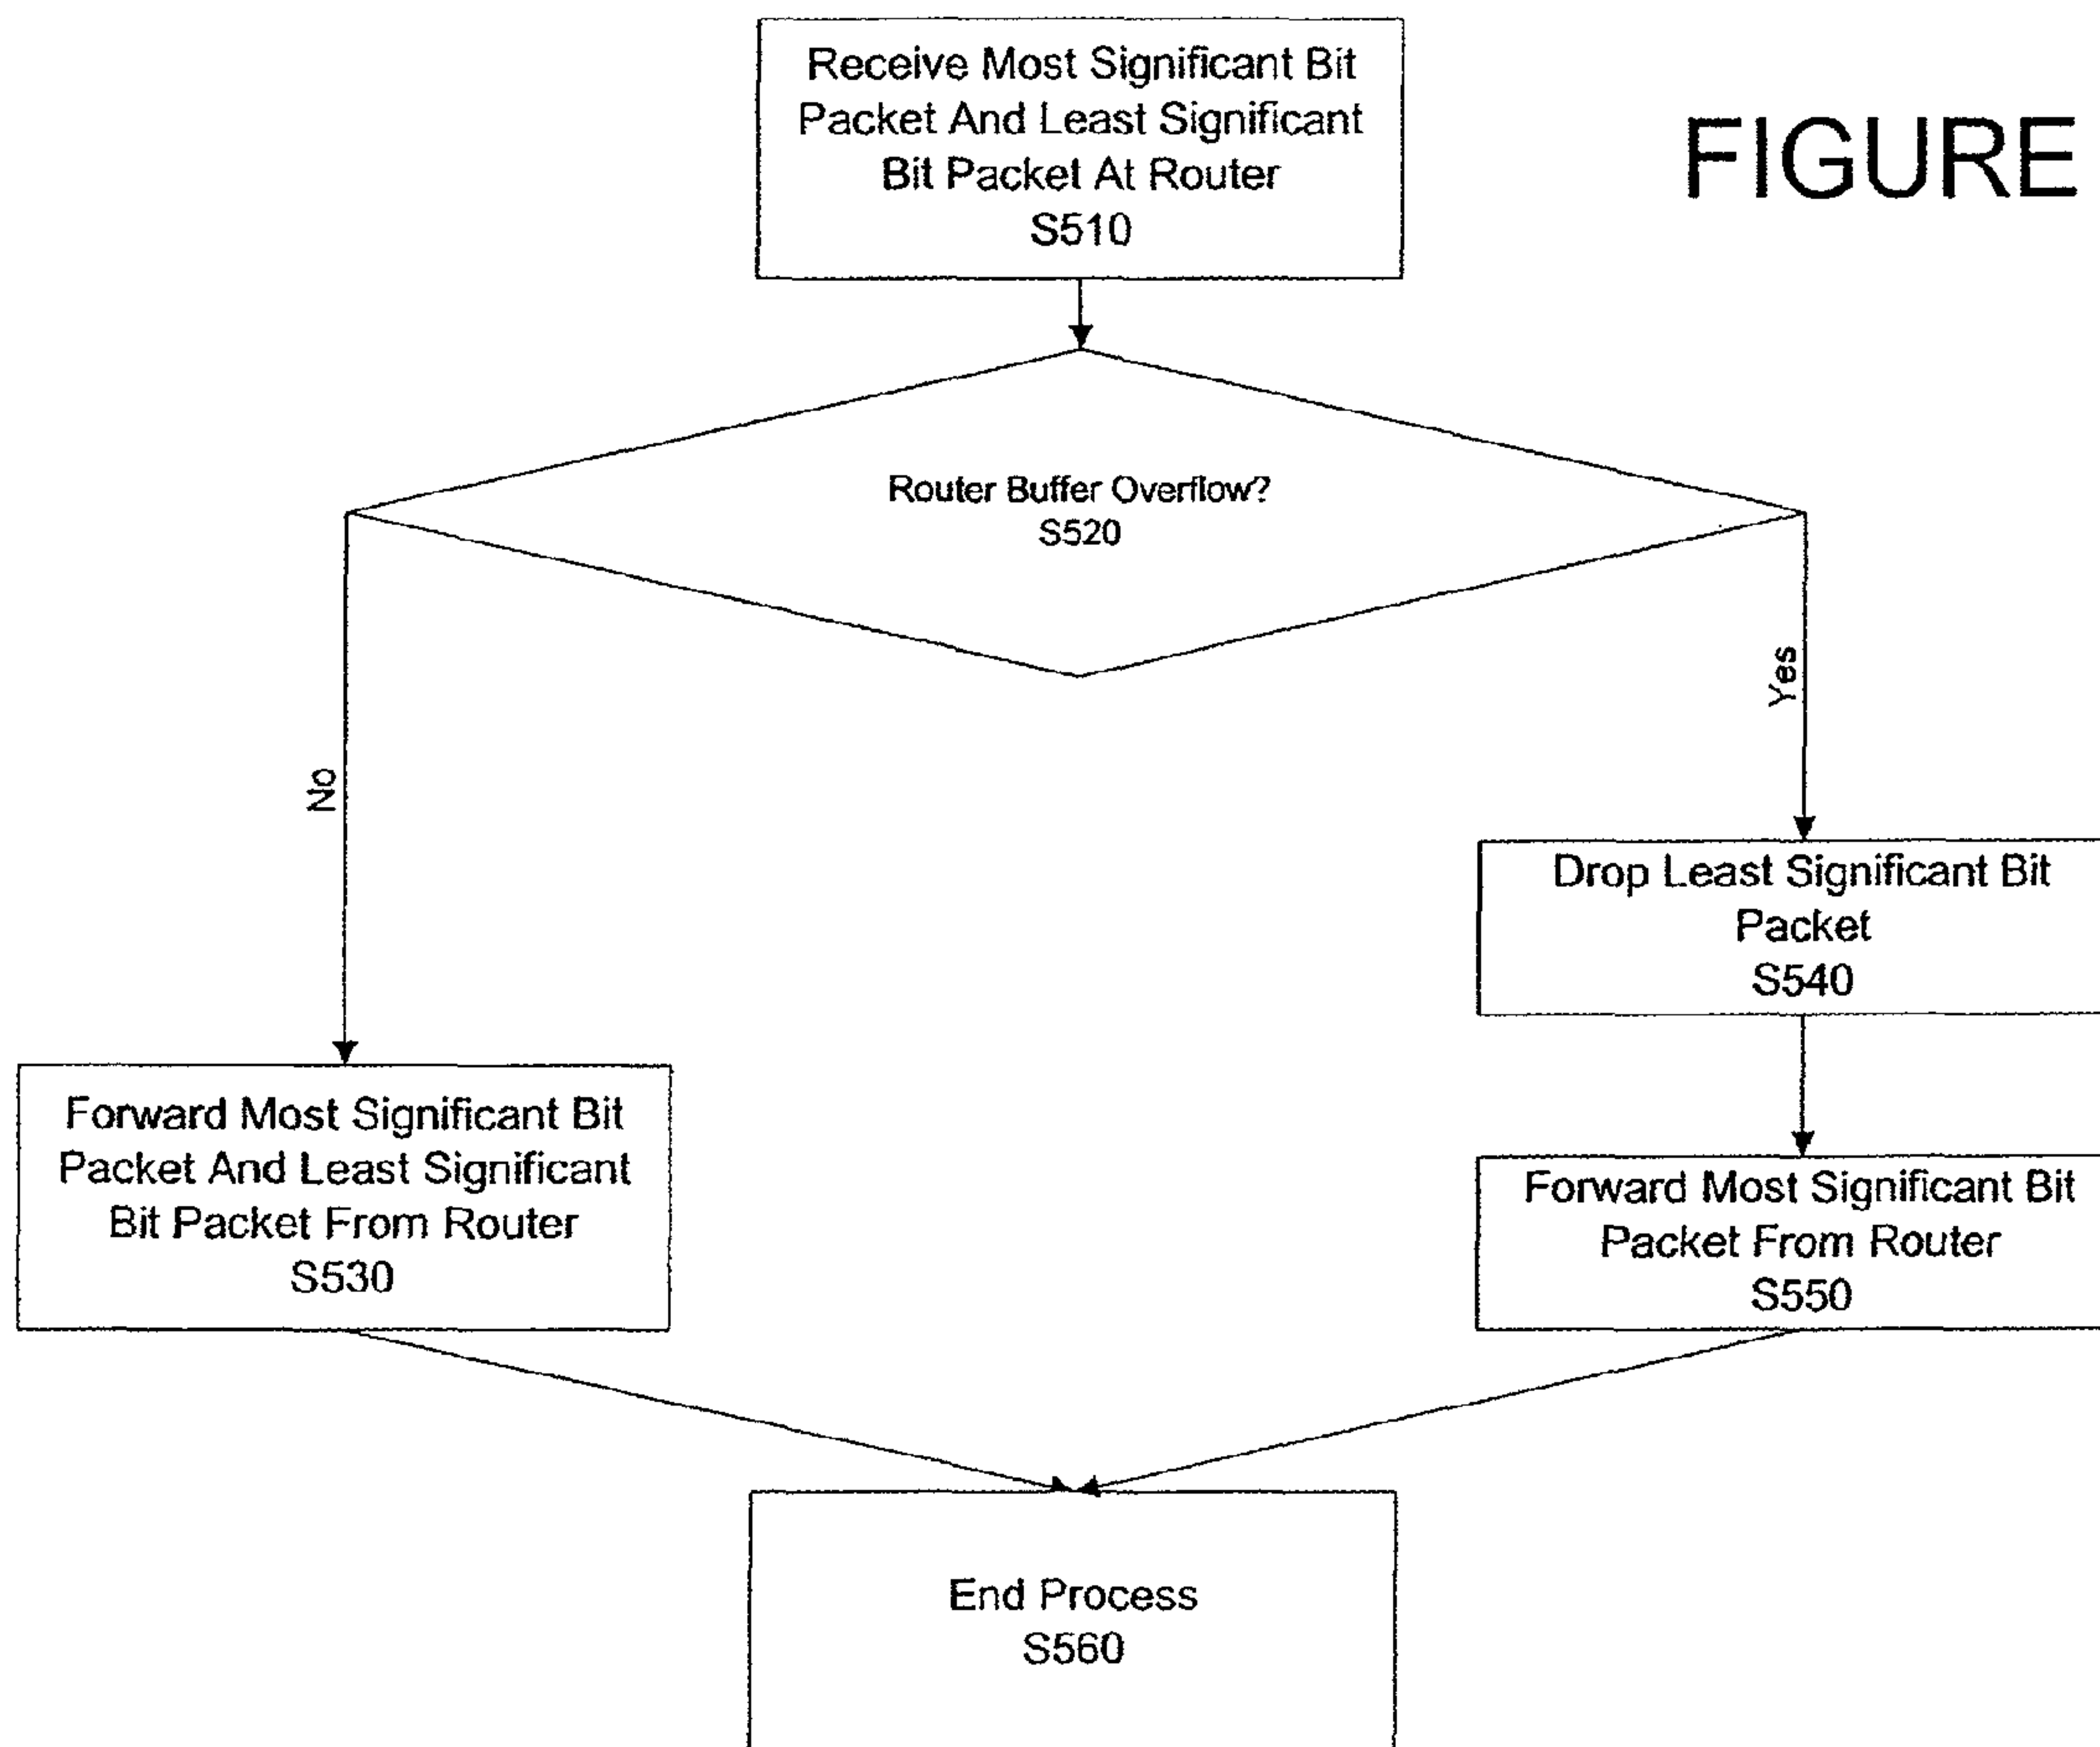 Receive Most Significant Bit
Packet And Least Significant
Bit Packet At Router
S510
FIGURE
Router Buffer Overflow?
S520
No
Yes
Drop Least Significant Bit
Packet
S540
Forward Most Significant Bit
Packet And Least Significant
Bit Packet From Router
S530
Forward Most Significant Bit
Packet From Router
S550
End Process
S560